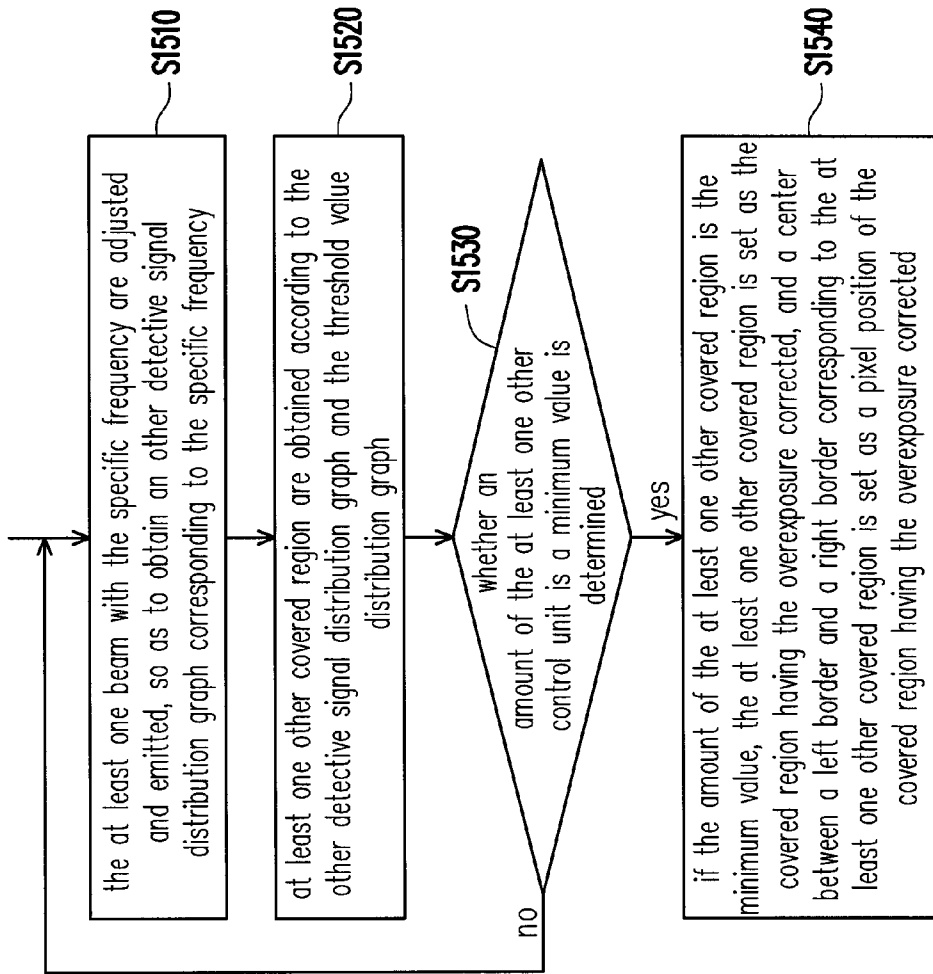 the at least one beam with the specific frequency are adjusted
and emitted, so as to obtain an other detective signal
distribution graph corresponding to the specific frequency
S1510
at least one other covered region are obtained according to the
other detective signal distribution graph and the threshold value
distribution graph
S1520
whether an
amount of the at least one other
control unit is a minimum value is
determined
S1530
no
yes
if the amount of the at least one other covered region is the
minimum value, the at least one other covered region is set as the
covered region having the overexposure corrected, and a center
between a left border and a right border corresponding to the at
least one other covered region is set as a pixel position of the
covered region having the overexposure corrected
S1540